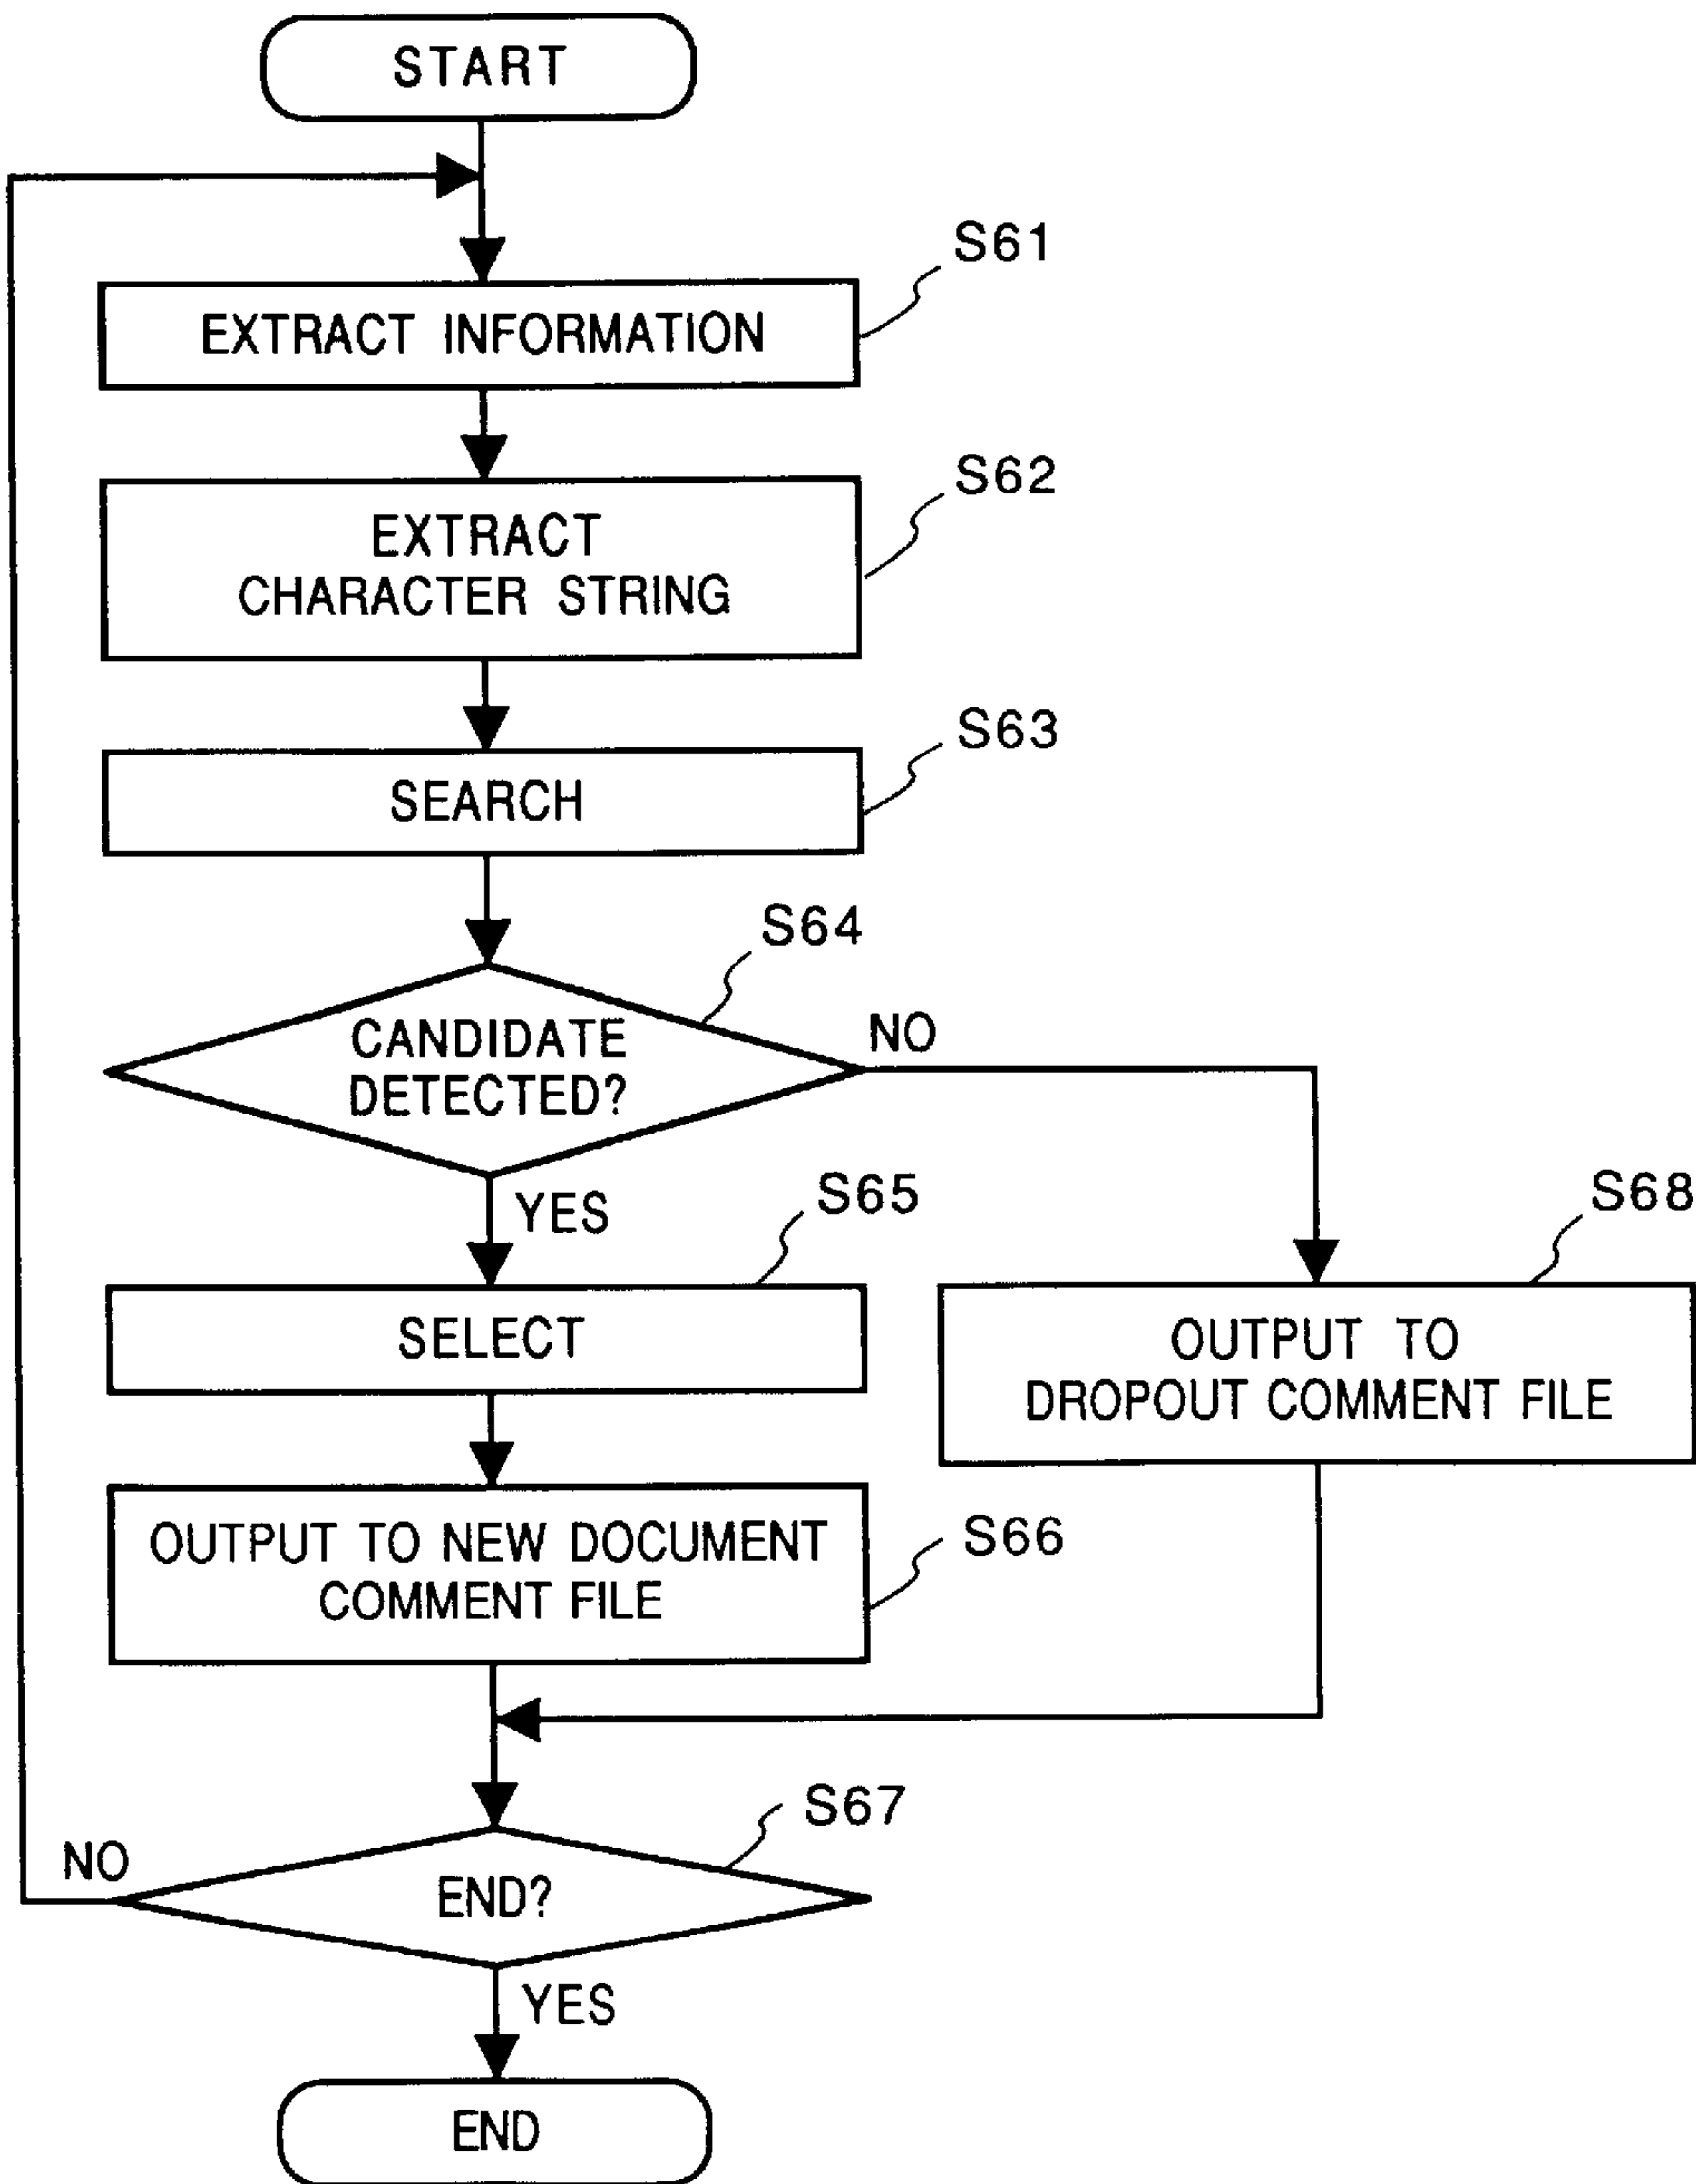 START
S61
EXTRACT INFORMATION
S62
EXTRACT
CHARACTER STRING
S63
SEARCH
S64
CANDIDATE
DETECTED?
NO
YES
S65
SELECT
S68
OUTPUT TO
DROPOUT COMMENT FILE
OUTPUT TO NEW DOCUMENT
COMMENT FILE
S66
S67
NO
END?
YES
END